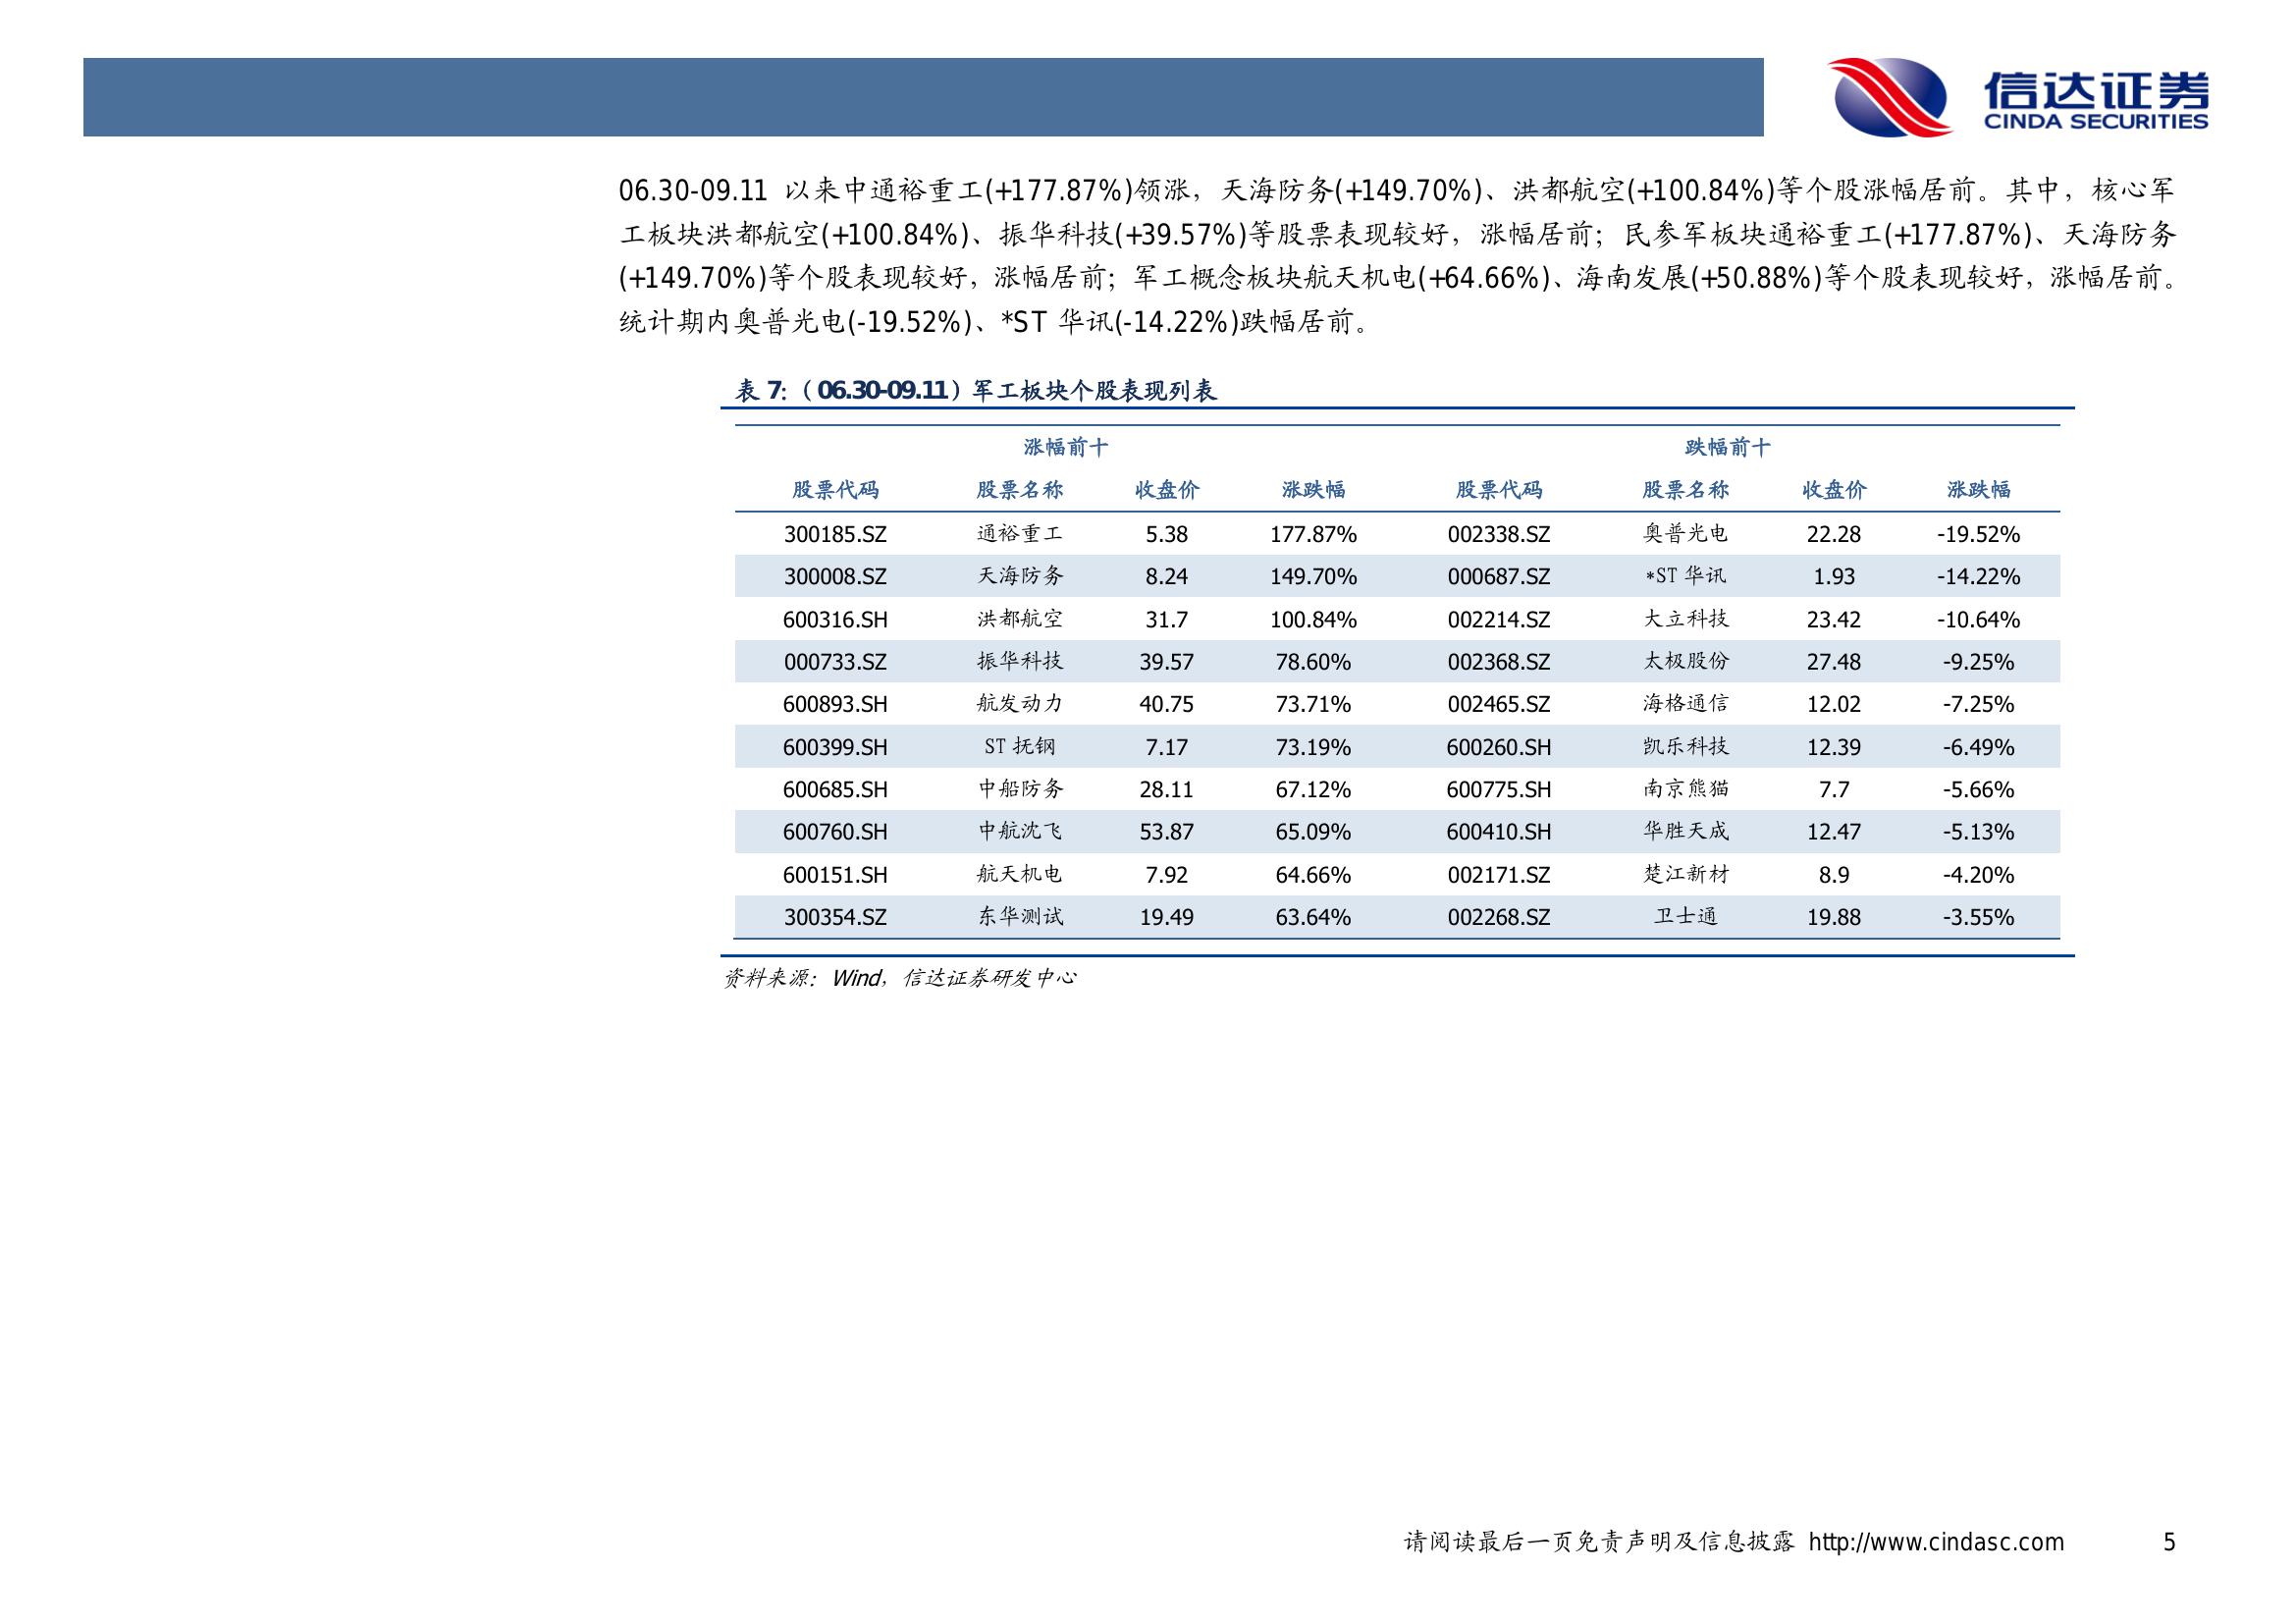 信达证券
CINDA SECURITIES
06.30-09.11 以来中通裕重工(+177.87%)领涨，天海防务(+149.70%)、洪都航空(+100.84%)等个股涨幅居前。其中，核心军
工板块洪都航空(+100.84%)、振华科技(+39.57%)等股票表现较好，涨幅居前；民参军板块通裕重工(+177.87%)、天海防务
(+149.70%)等个股表现较好，涨幅居前；军工概念板块航天机电(+64.66%)、海南发展(+50.88%)等个股表现较好，涨幅居前。
统计期内奥普光电(-19.52%)、*ST 华讯(-14.22%)跌幅居前。
表 7:（06.30-09.11）军工板块个股表现列表
涨幅前十 跌幅前十
股票代码 股票名称 收盘价 涨跌幅 股票代码 股票名称 收盘价 涨跌幅
300185.SZ 通裕重工 5.38 177.87% 002338.SZ 奥普光电 22.28 -19.52%
300008.SZ 天海防务 8.24 149.70% 000687.SZ *ST 华讯 1.93 -14.22%
600316.SH 洪都航空 31.7 100.84% 002214.SZ 大立科技 23.42 -10.64%
000733.SZ 振华科技 39.57 78.60% 002368.SZ 太极股份 27.48 -9.25%
600893.SH 航发动力 40.75 73.71% 002465.SZ 海格通信 12.02 -7.25%
600399.SH ST 抚钢 7.17 73.19% 600260.SH 凯乐科技 12.39 -6.49%
600685.SH 中船防务 28.11 67.12% 600775.SH 南京熊猫 7.7 -5.66%
600760.SH 中航沈飞 53.87 65.09% 600410.SH 华胜天成 12.47 -5.13%
600151.SH 航天机电 7.92 64.66% 002171.SZ 楚江新材 8.9 -4.20%
300354.SZ 东华测试 19.49 63.64% 002268.SZ 卫士通 19.88 -3.55%
资料来源：Wind，信达证券研发中心
请阅读最后一页免责声明及信息披露 http://www.cindasc.com 5